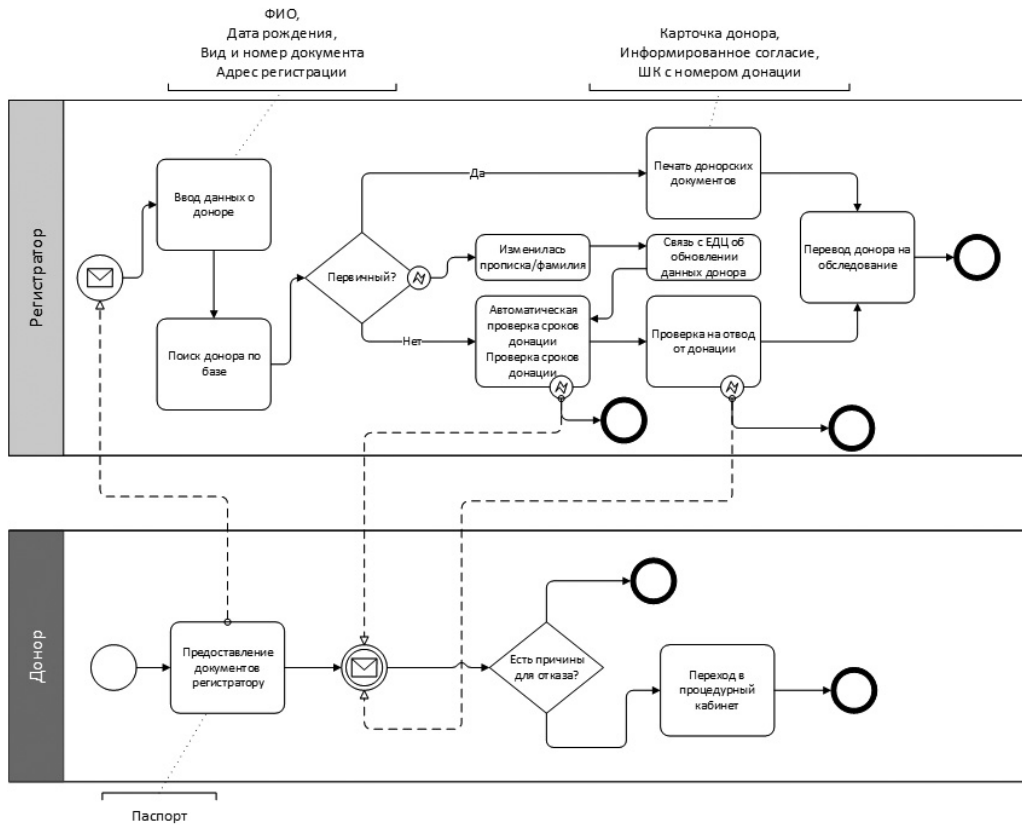 ФИО,
Дата рождения,
Вид и номер документа
Адрес регистрации
Карточка донора,
Информированное согласие,
ШК с номером донации
Регистратор
Ввод данных о
доноре
Поиск донора по
базе
Первичный?
Да
Нет
Печать донорских
документов
Изменилась
прописка/фамилия
Связь с ЕДЦ об
обновлении
данных донора
Автоматическая
проверка сроков
донации
Проверка сроков
донации
Проверка на отвод
от донации
Перевод донора на
обследование
Донор
Предоставление
документов
регистратору
Есть причины
для отказа?
Переход в
процедурный
кабинет
Паспорт